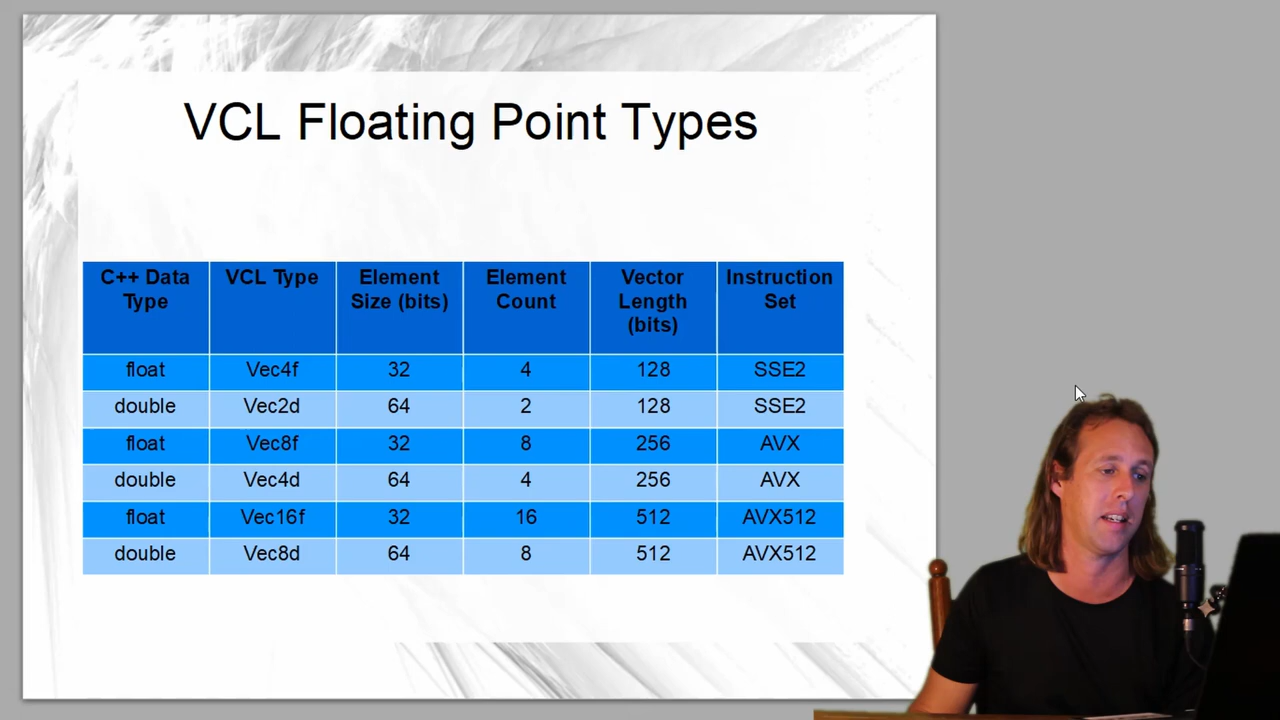 VCL Floating Point Types
C++ Data Type VCL Type Element Size (bits) Element Count Vector Length (bits) Instruction Set
float Vec4f 32 4 128 SSE2
double Vec2d 64 2 128 SSE2
float Vec8f 32 8 256 AVX
double Vec4d 64 4 256 AVX
float Vec16f 32 16 512 AVX512
double Vec8d 64 8 512 AVX512